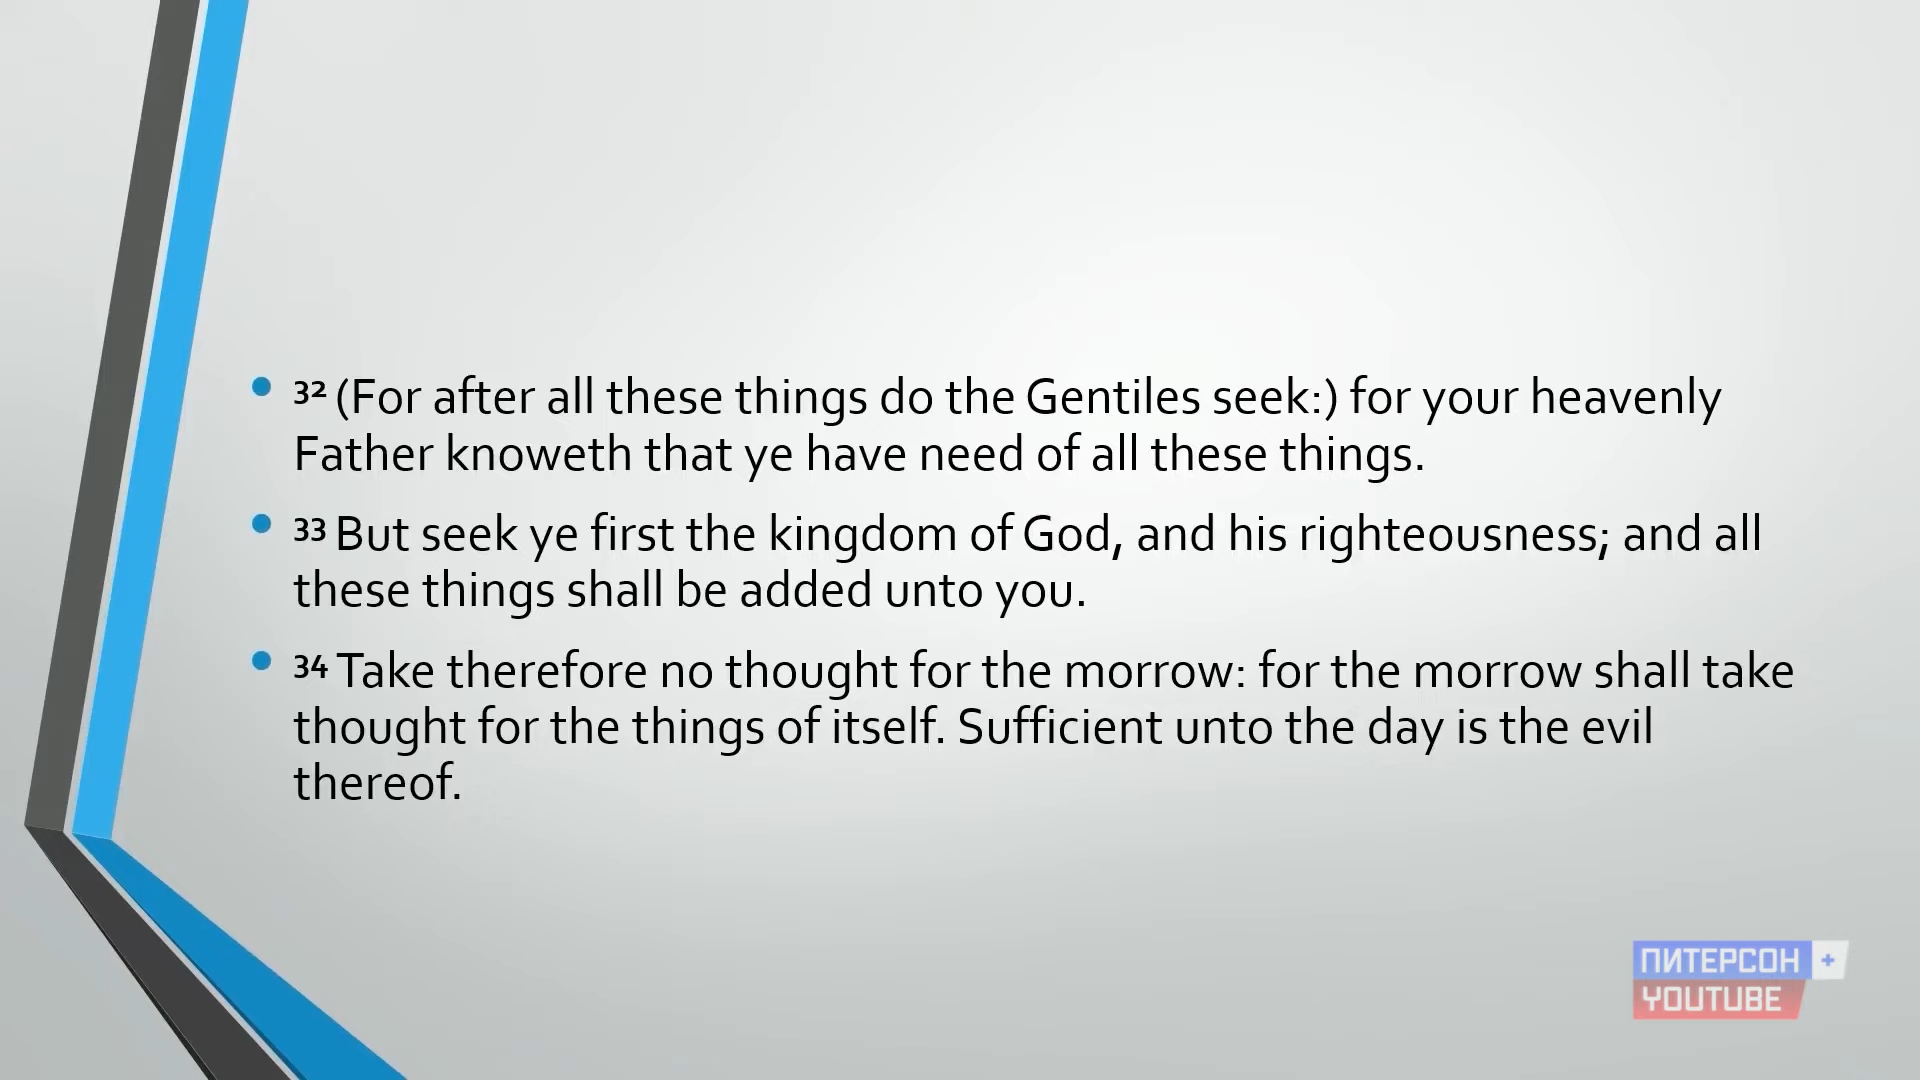 • 32 (For after all these things do the Gentiles seek:) for your heavenly
Father knoweth that ye have need of all these things.
• 33 But seek ye first the kingdom of God, and his righteousness; and all
these things shall be added unto you.
• 34 Take therefore no thought for the morrow: for the morrow shall take
thought for the things of itself. Sufficient unto the day is the evil
thereof.
ПИТЕРСОН +
YOUTUBE